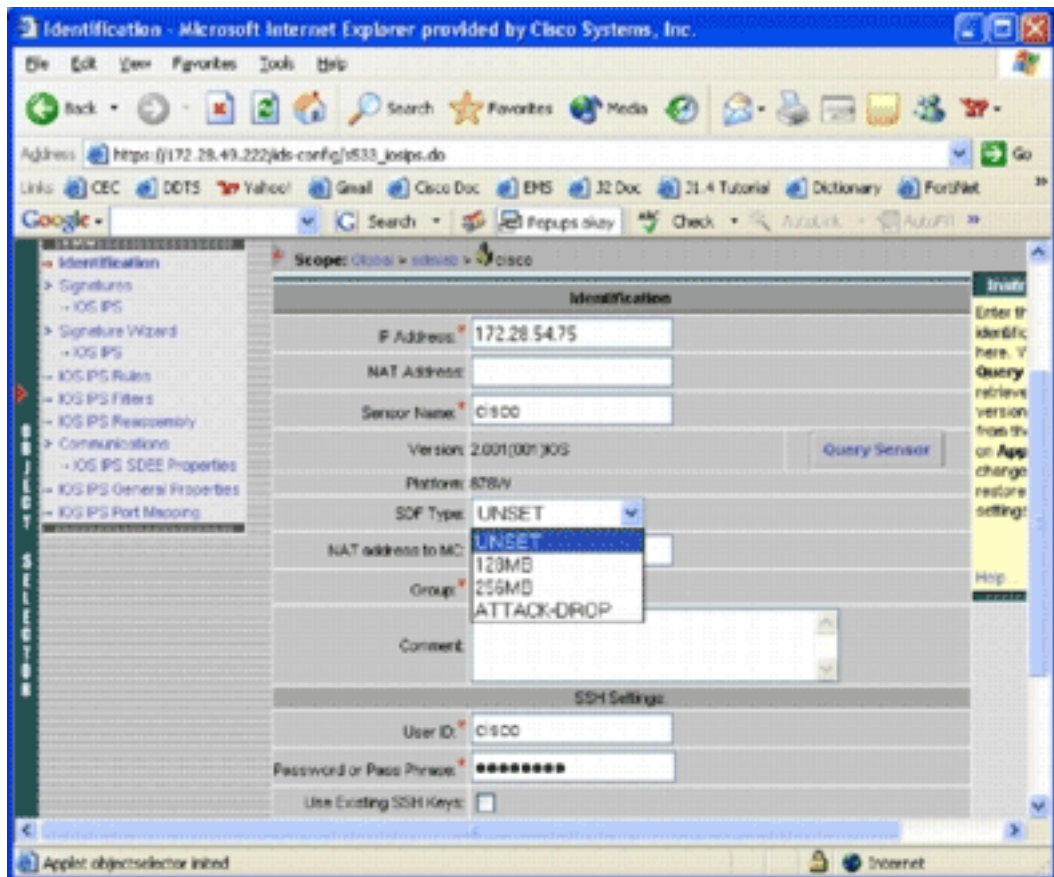 Identification - Microsoft Internet Explorer provided by Cisco Systems, Inc.
File Edit View Favorites Tools Help
Back Search Favorites Media
Address https://172.28.49.222/ids-config/s533_iosips.do Go
Links CEC DDTS Yahoo! Gmail Cisco Doc EMS J2 Doc J1.4 Tutorial Dictionary FortiNet
Google Search Popups okay Check AutoLink AutoFill
Identification
Signatures
IOS IPS
Signature Wizard
IOS IPS
IOS IPS Rules
IOS IPS Filters
IOS IPS Reassembly
Communications
IOS IPS SDEE Properties
IOS IPS General Properties
IOS IPS Port Mapping
OBJECT SELECTOR
Scope: Global > > cisco
Identification
IP Address:* 172.28.54.75
NAT Address:
Sensor Name:* cisco
Version: 2.001(001)IOS Query Sensor
Platform: 878W
SDF Type: UNSET
UNSET
128MB
256MB
ATTACK-DROP
NAT address to MC:
Group:*
Comment:
SSH Settings:
User ID:* cisco
Password or Pass Phrase:* ●●●●●●●●
Use Existing SSH Keys:
Enter
here.
Query
version
from
on App
change
restore
Help...
Applet objectselector inited Internet